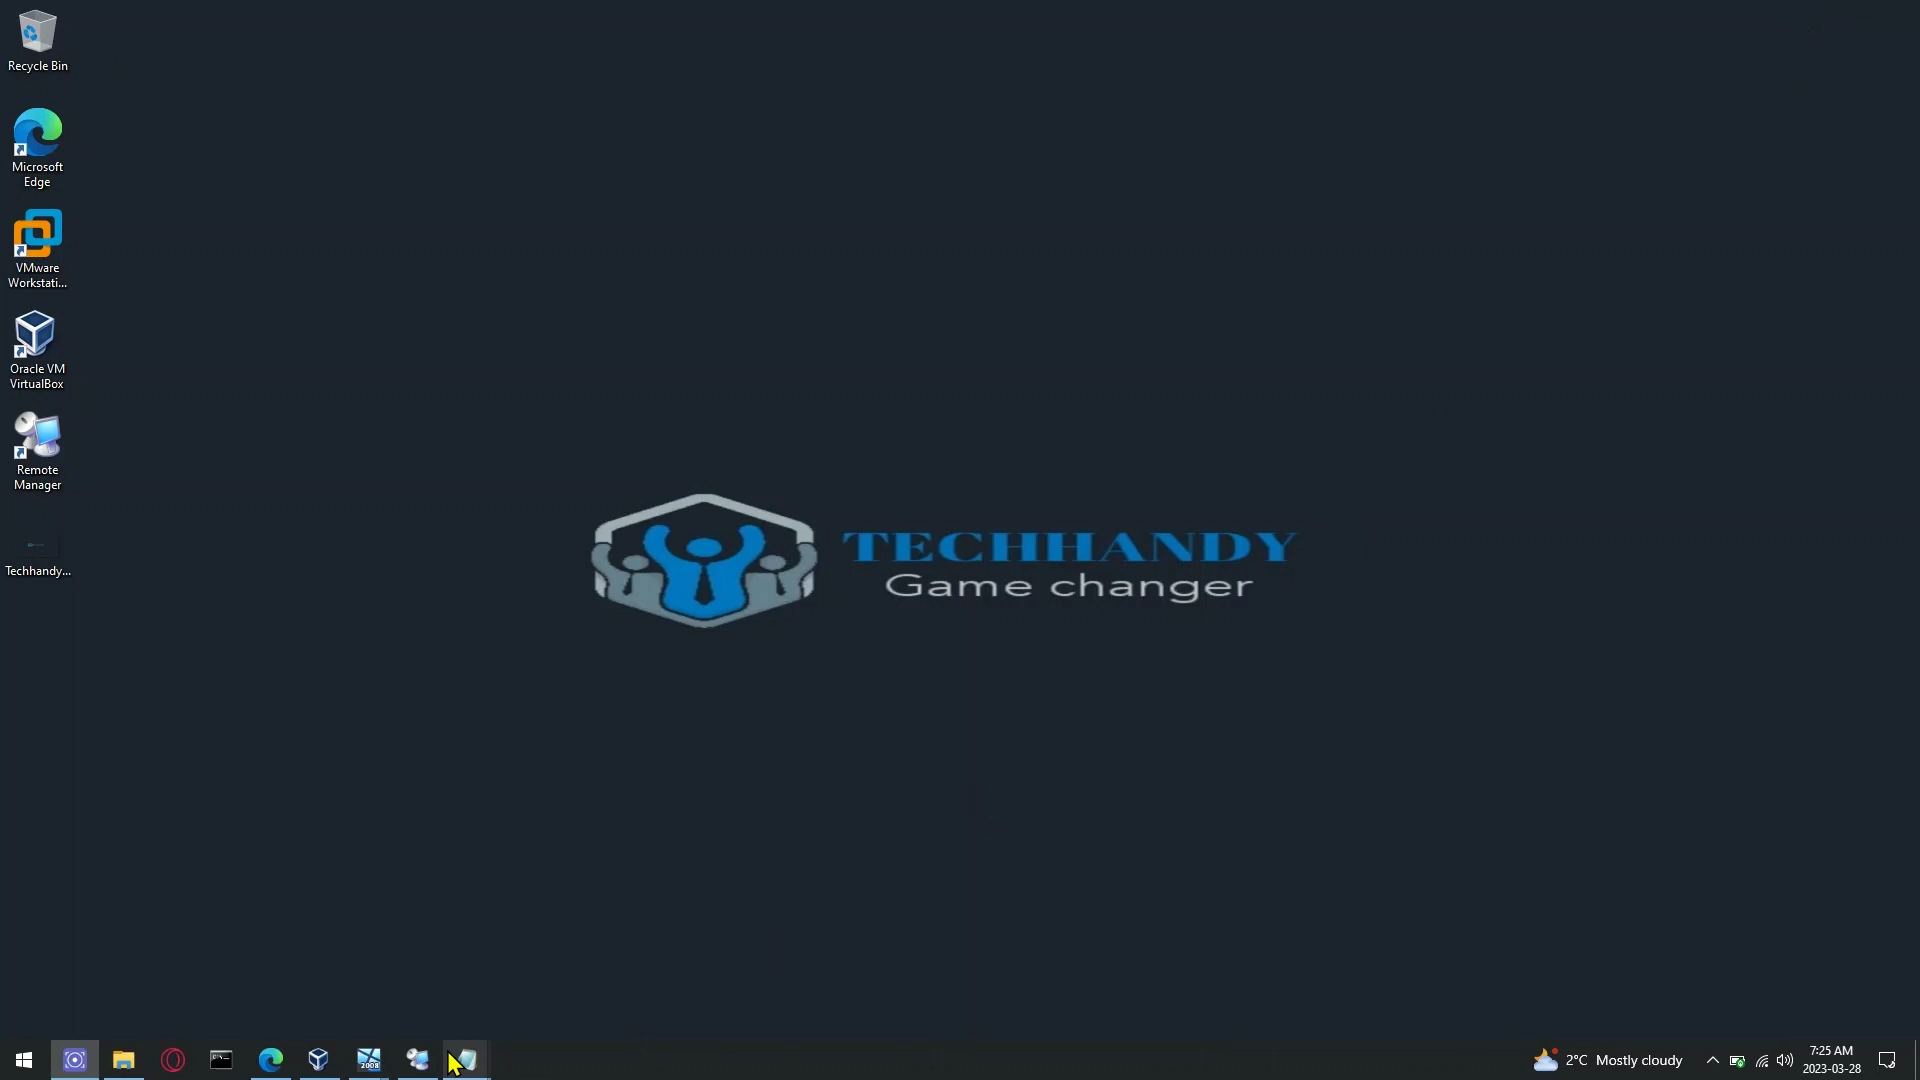 Recycle Bin
Microsoft
Edge
VMware
Workstati...
Oracle VM
VirtualBox
Remote
Manager
Techhandy...
TECHHANDY
Game changer
2008
2°C Mostly cloudy
7:25 AM
2023-03-28